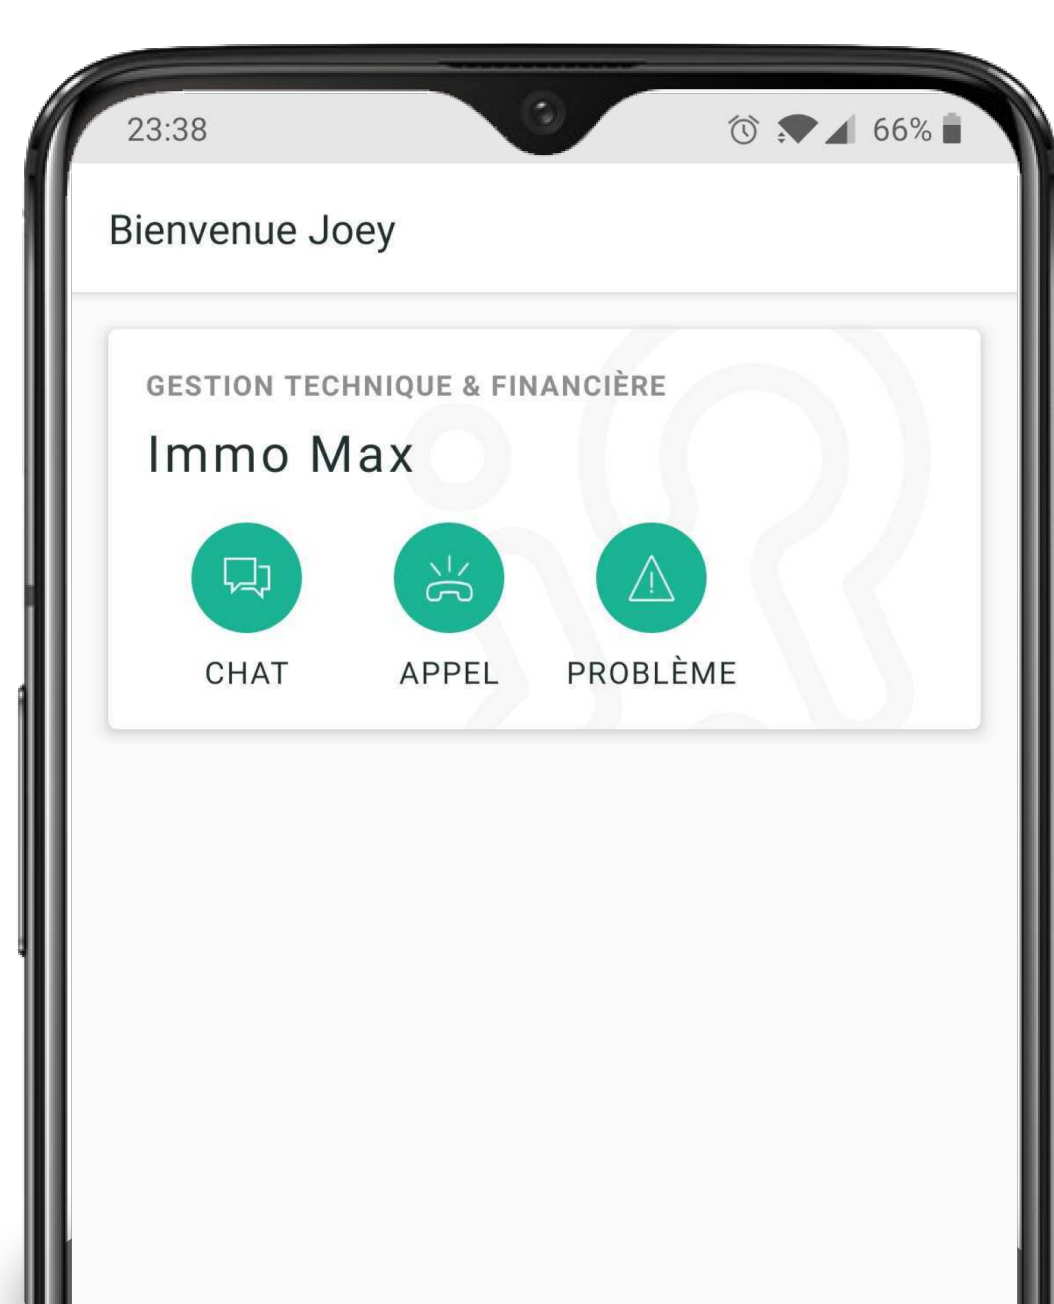 23:38 66%
Bienvenue Joey
GESTION TECHNIQUE & FINANCIÈRE
Immo Max
CHAT APPEL PROBLÈME